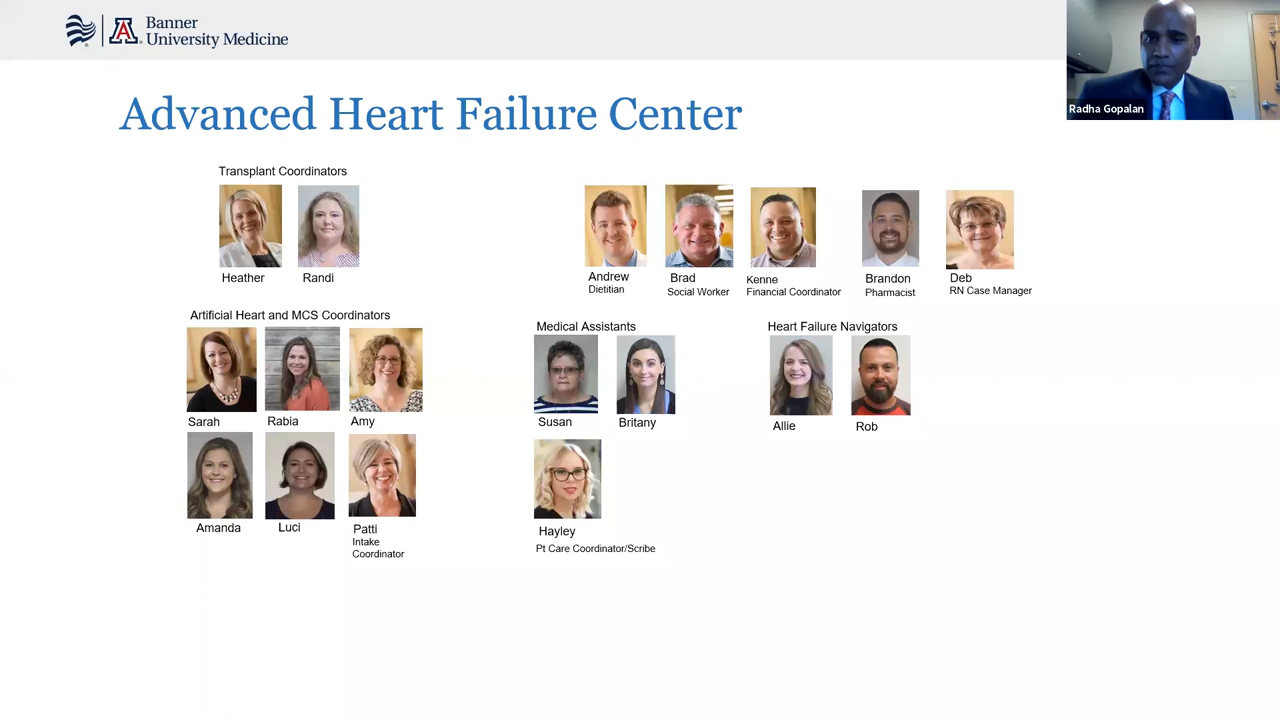 Banner
University Medicine
Radha Gopalan
Advanced Heart Failure Center
Transplant Coordinators
Heather
Randi
Andrew
Dietitian
Brad
Social Worker
Kenne
Financial Coordinator
Brandon
Pharmacist
Deb
RN Case Manager
Artificial Heart and MCS Coordinators
Sarah
Rabia
Amy
Amanda
Luci
Patti
Intake
Coordinator
Medical Assistants
Susan
Britany
Hayley
Pt Care Coordinator/Scribe
Heart Failure Navigators
Allie
Rob